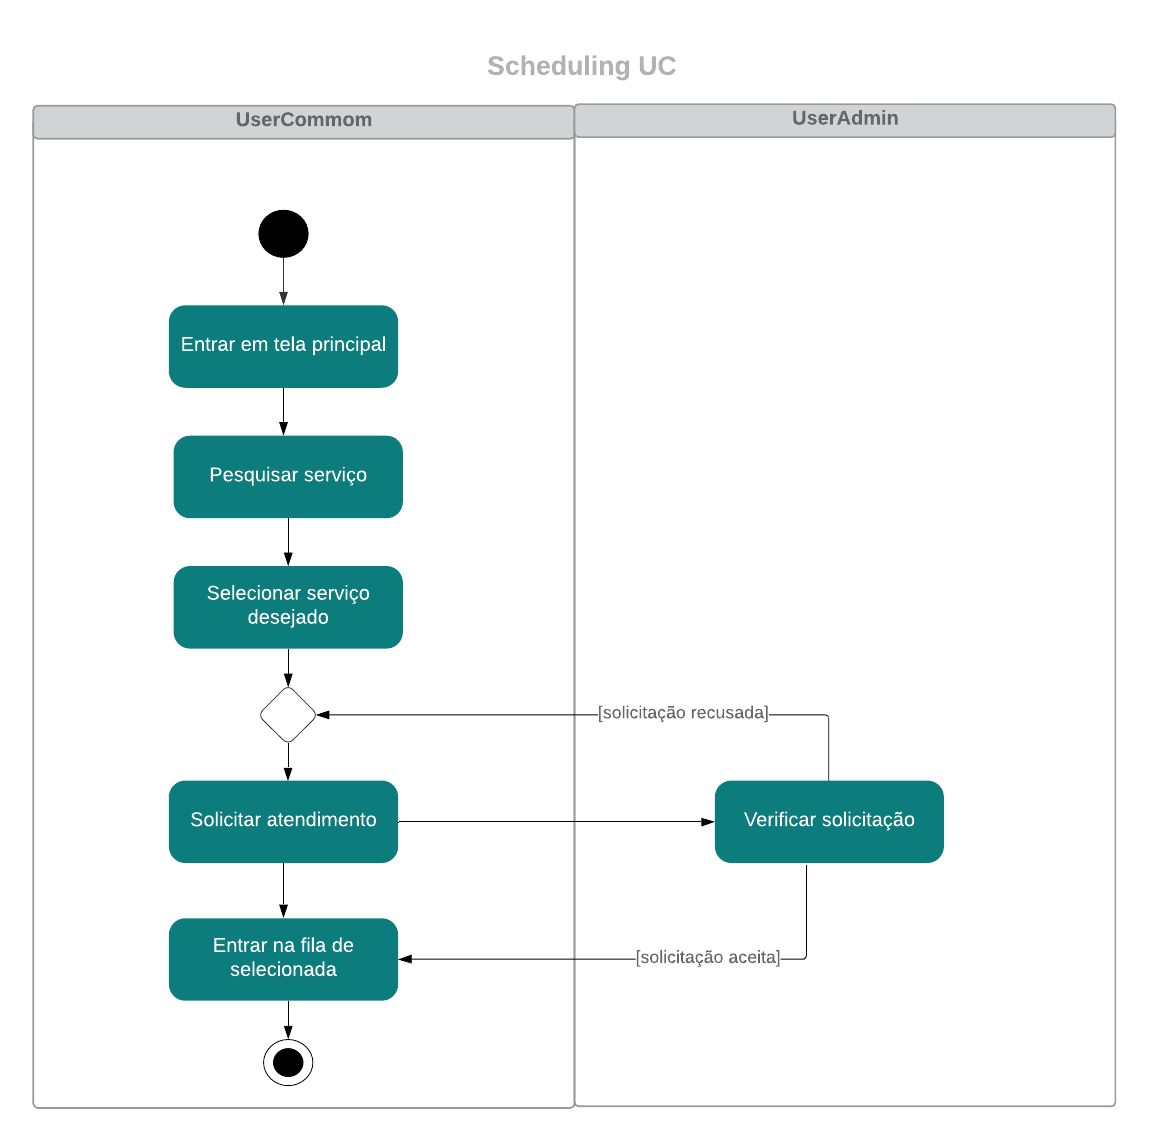 Scheduling UC
UserCommom
UserAdmin
Entrar em tela principal
Pesquisar serviço
Selecionar serviço
desejado
[solicitação recusada]
Solicitar atendimento
Verificar solicitação
Entrar na fila de
selecionada
[solicitação aceita]